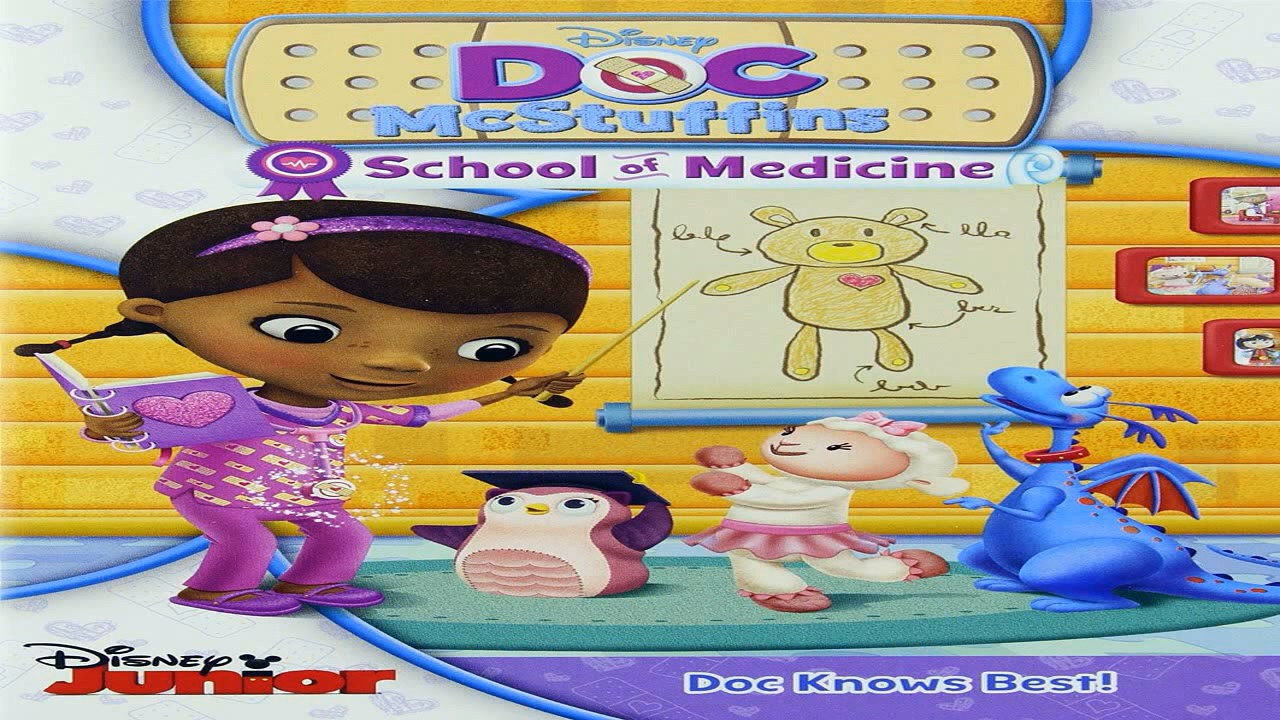 Disney
DOC
McStuffins
School of Medicine
Disney
Junior
Doc Knows Best!